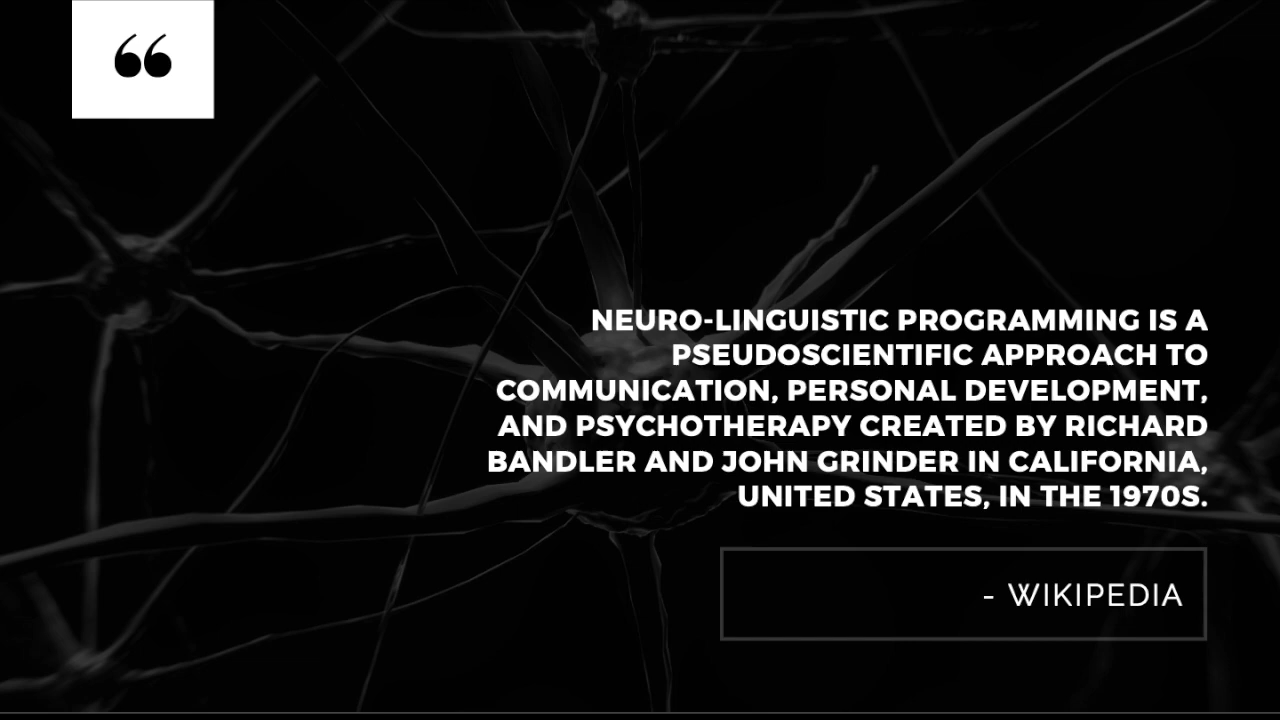 “
NEURO-LINGUISTIC PROGRAMMING IS A
PSEUDOSCIENTIFIC APPROACH TO
COMMUNICATION, PERSONAL DEVELOPMENT,
AND PSYCHOTHERAPY CREATED BY RICHARD
BANDLER AND JOHN GRINDER IN CALIFORNIA,
UNITED STATES, IN THE 1970S.
- WIKIPEDIA